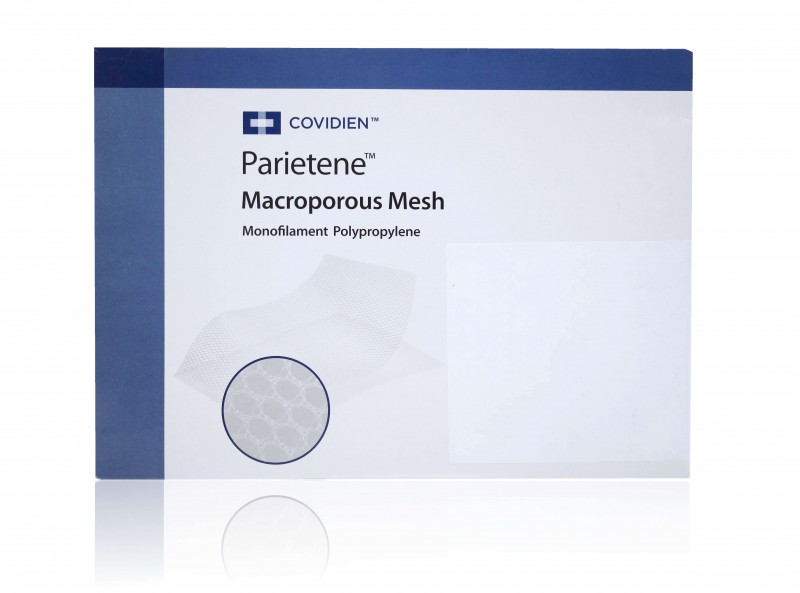 COVIDIEN™
Parietene™
Macroporous Mesh
Monofilament Polypropylene